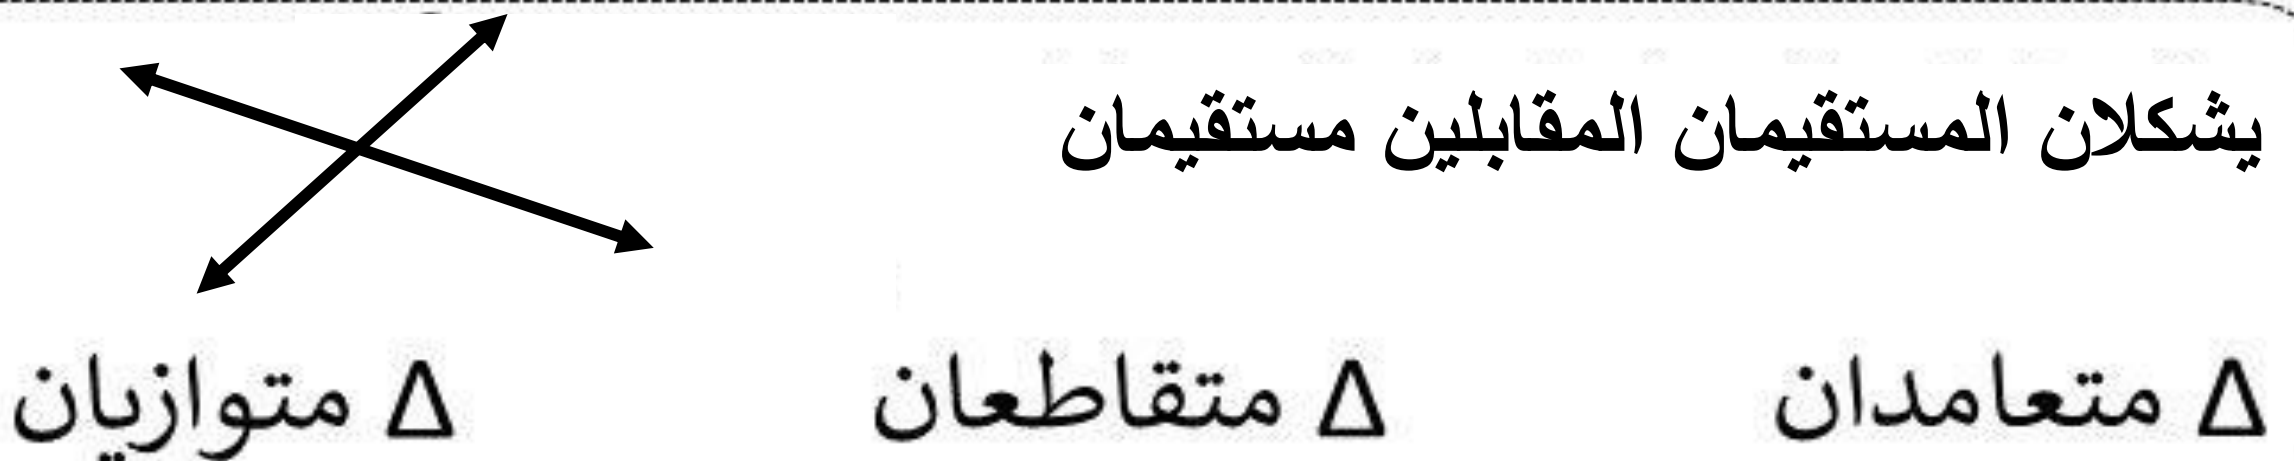 يشكلان المستقيمان المقابلين مستقيمان
Δ متعامدان Δ متقاطعان Δ متوازيان